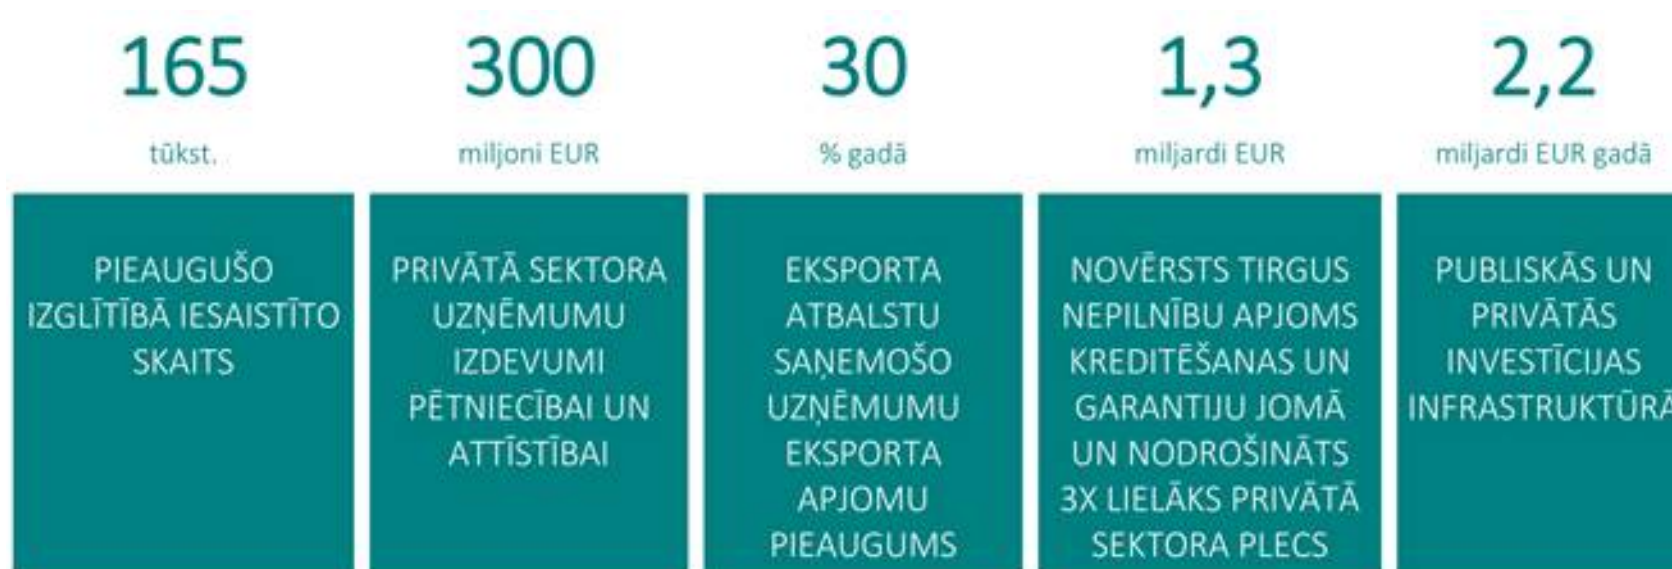 165
tūkst.
PIEAUGUŠO
IZGLĪTĪBĀ IESAISTĪTO
SKAITS
300
miljoni EUR
PRIVĀTĀ SEKTORA
UZŅĒMUMU
IZDEVUMI
PĒTNIECĪBAI UN
ATTĪSTĪBAI
30
% gadā
EKSPORTA
ATBALSTU
SAŅEMOŠO
UZŅĒMUMU
EKSPORTA
APJOMU
PIEAUGUMS
1,3
miljardi EUR
NOVĒRSTS TIRGUS
NEPILNĪBU APJOMS
KREDITĒŠANAS UN
GARANTIJU JOMĀ
UN NODROŠINĀTS
3X LIELĀKS PRIVĀTĀ
SEKTORA PLECS
2,2
miljardi EUR gadā
PUBLISKĀS UN
PRIVĀTĀS
INVESTĪCIJAS
INFRASTRUKTŪRĀ